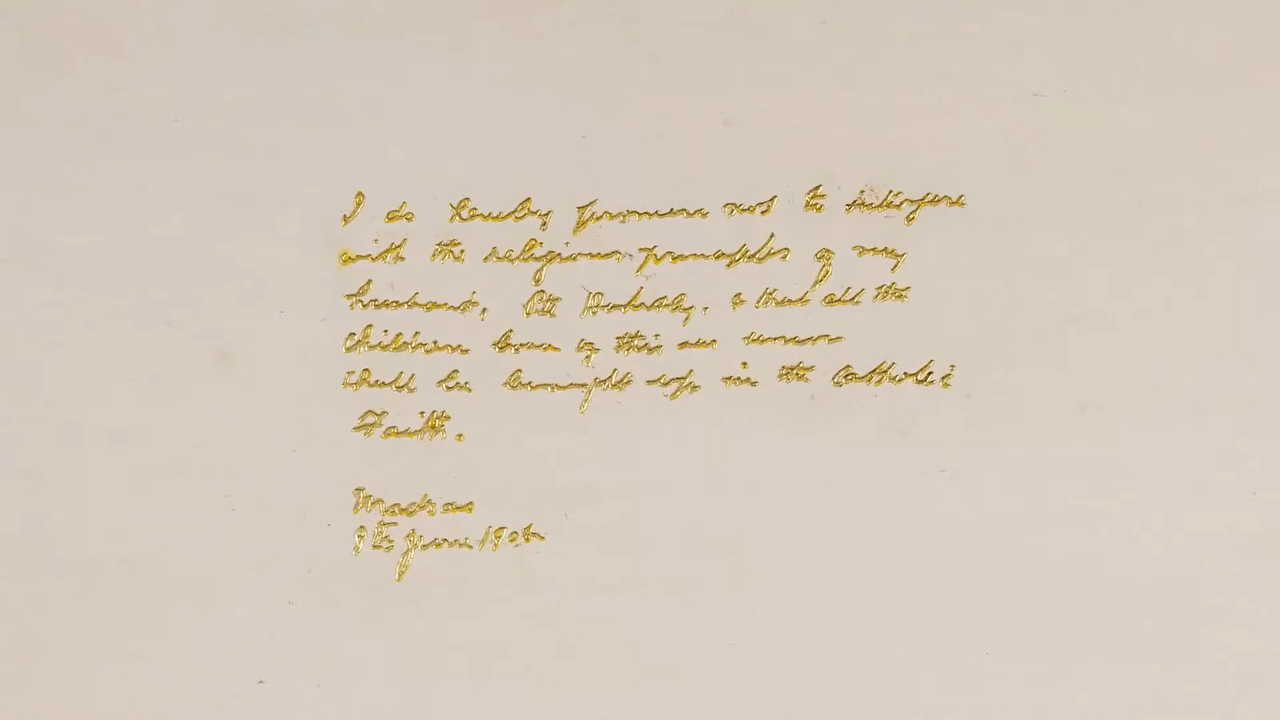 I do hereby promise not to interfere
with the religious principles of my
husband, & that all the
children born of this our union
shall be brought up in the Catholic
Faith.
Madras
9th June